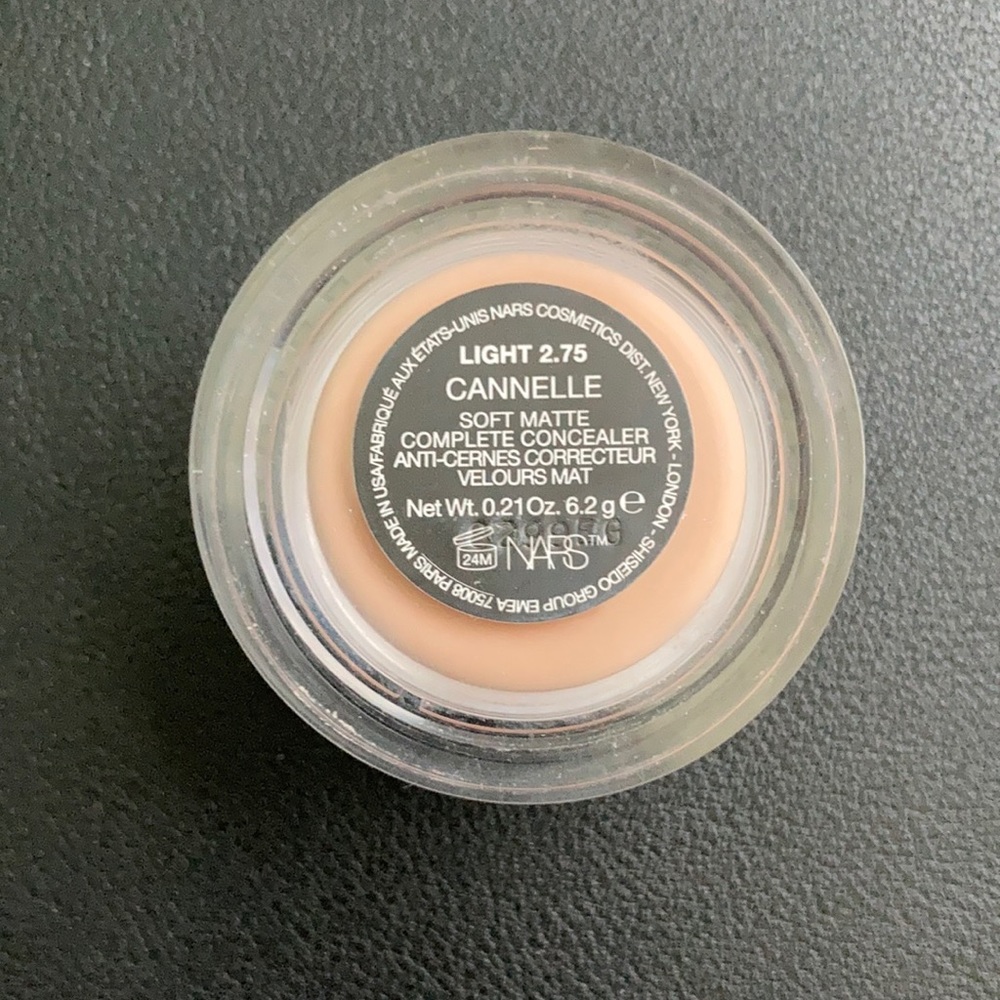 MADE IN USA/FABRIQUÉ AUX ÉTATS-UNIS NARS COSMETICS DIST. NEW YORK - LONDON - SHISEIDO GROUP EMEA 75008 PARIS
LIGHT 2.75
CANNELLE
SOFT MATTE
COMPLETE CONCEALER
ANTI-CERNES CORRECTEUR
VELOURS MAT
Net Wt. 0.21 Oz. 6.2 g ℮
24M NARS™